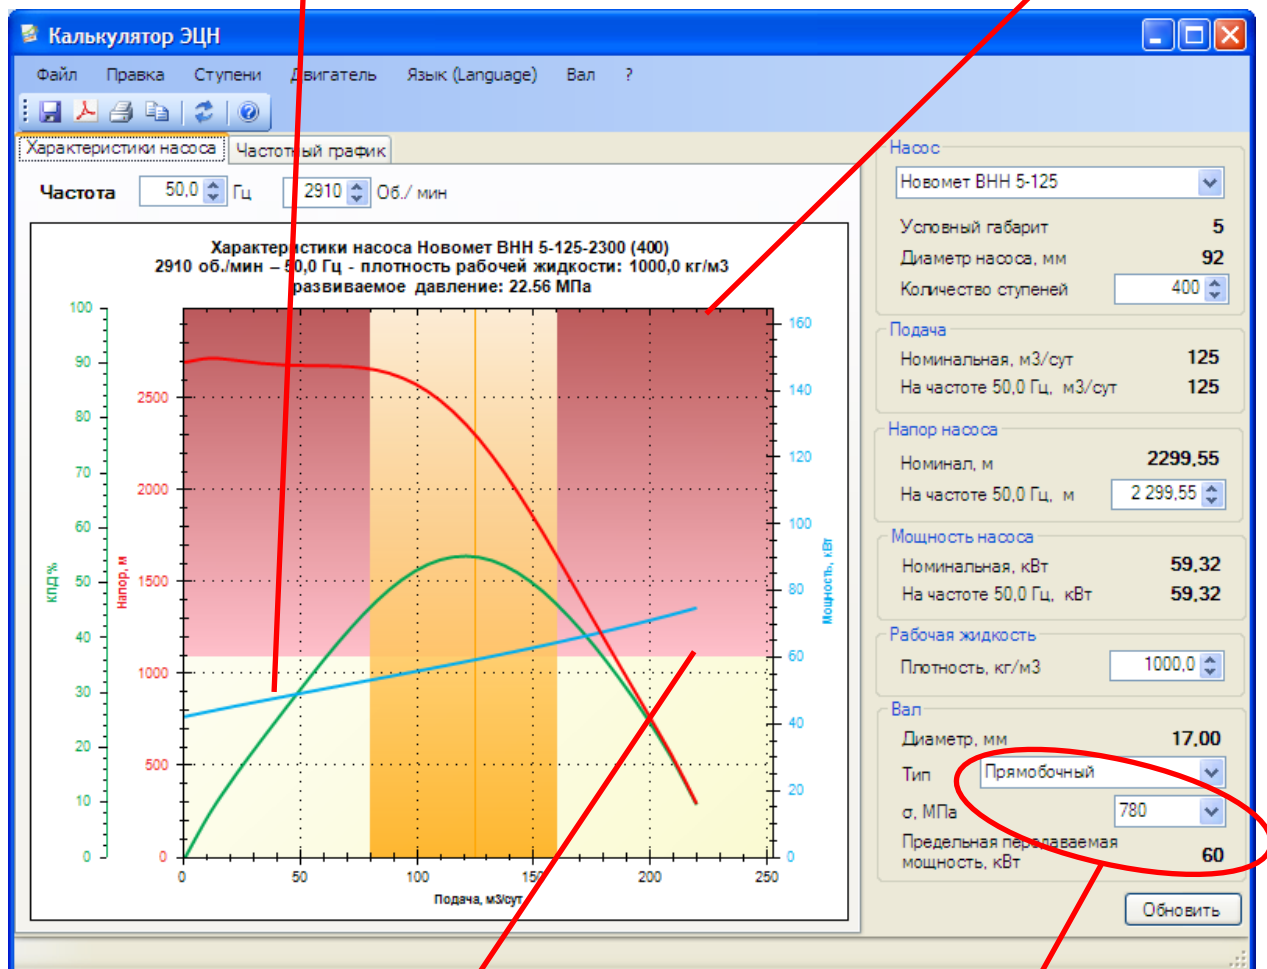 Калькулятор ЭЦН
Файл Правка Ступени Двигатель Язык (Language) Вал ?
Характеристики насоса Частотный график
Частота 50,0 Гц 2910 Об./ мин
Характеристики насоса Новомет ВНН 5-125-2300 (400)
2910 об./мин – 50,0 Гц - плотность рабочей жидкости: 1000,0 кг/м3
развиваемое давление: 22.56 МПа
КПД%
100
90
80
70
60
50
40
30
20
10
0
Напор, м
2500
2000
1500
1000
500
0
Мощность, кВт
160
140
120
100
80
60
40
20
0
0 50 100 150 200 250
Подача, м3/сут
Насос
Новомет ВНН 5-125
Условный габарит 5
Диаметр насоса, мм 92
Количество ступеней 400
Подача
Номинальная, м3/сут 125
На частоте 50,0 Гц, м3/сут 125
Напор насоса
Номинал, м 2299,55
На частоте 50,0 Гц, м 2 299,55
Мощность насоса
Номинальная, кВт 59,32
На частоте 50,0 Гц, кВт 59,32
Рабочая жидкость
Плотность, кг/м3 1000,0
Вал
Диаметр, мм 17,00
Тип Прямобочный
σ, МПа 780
Предельная передаваемая
мощность, кВт 60
Обновить